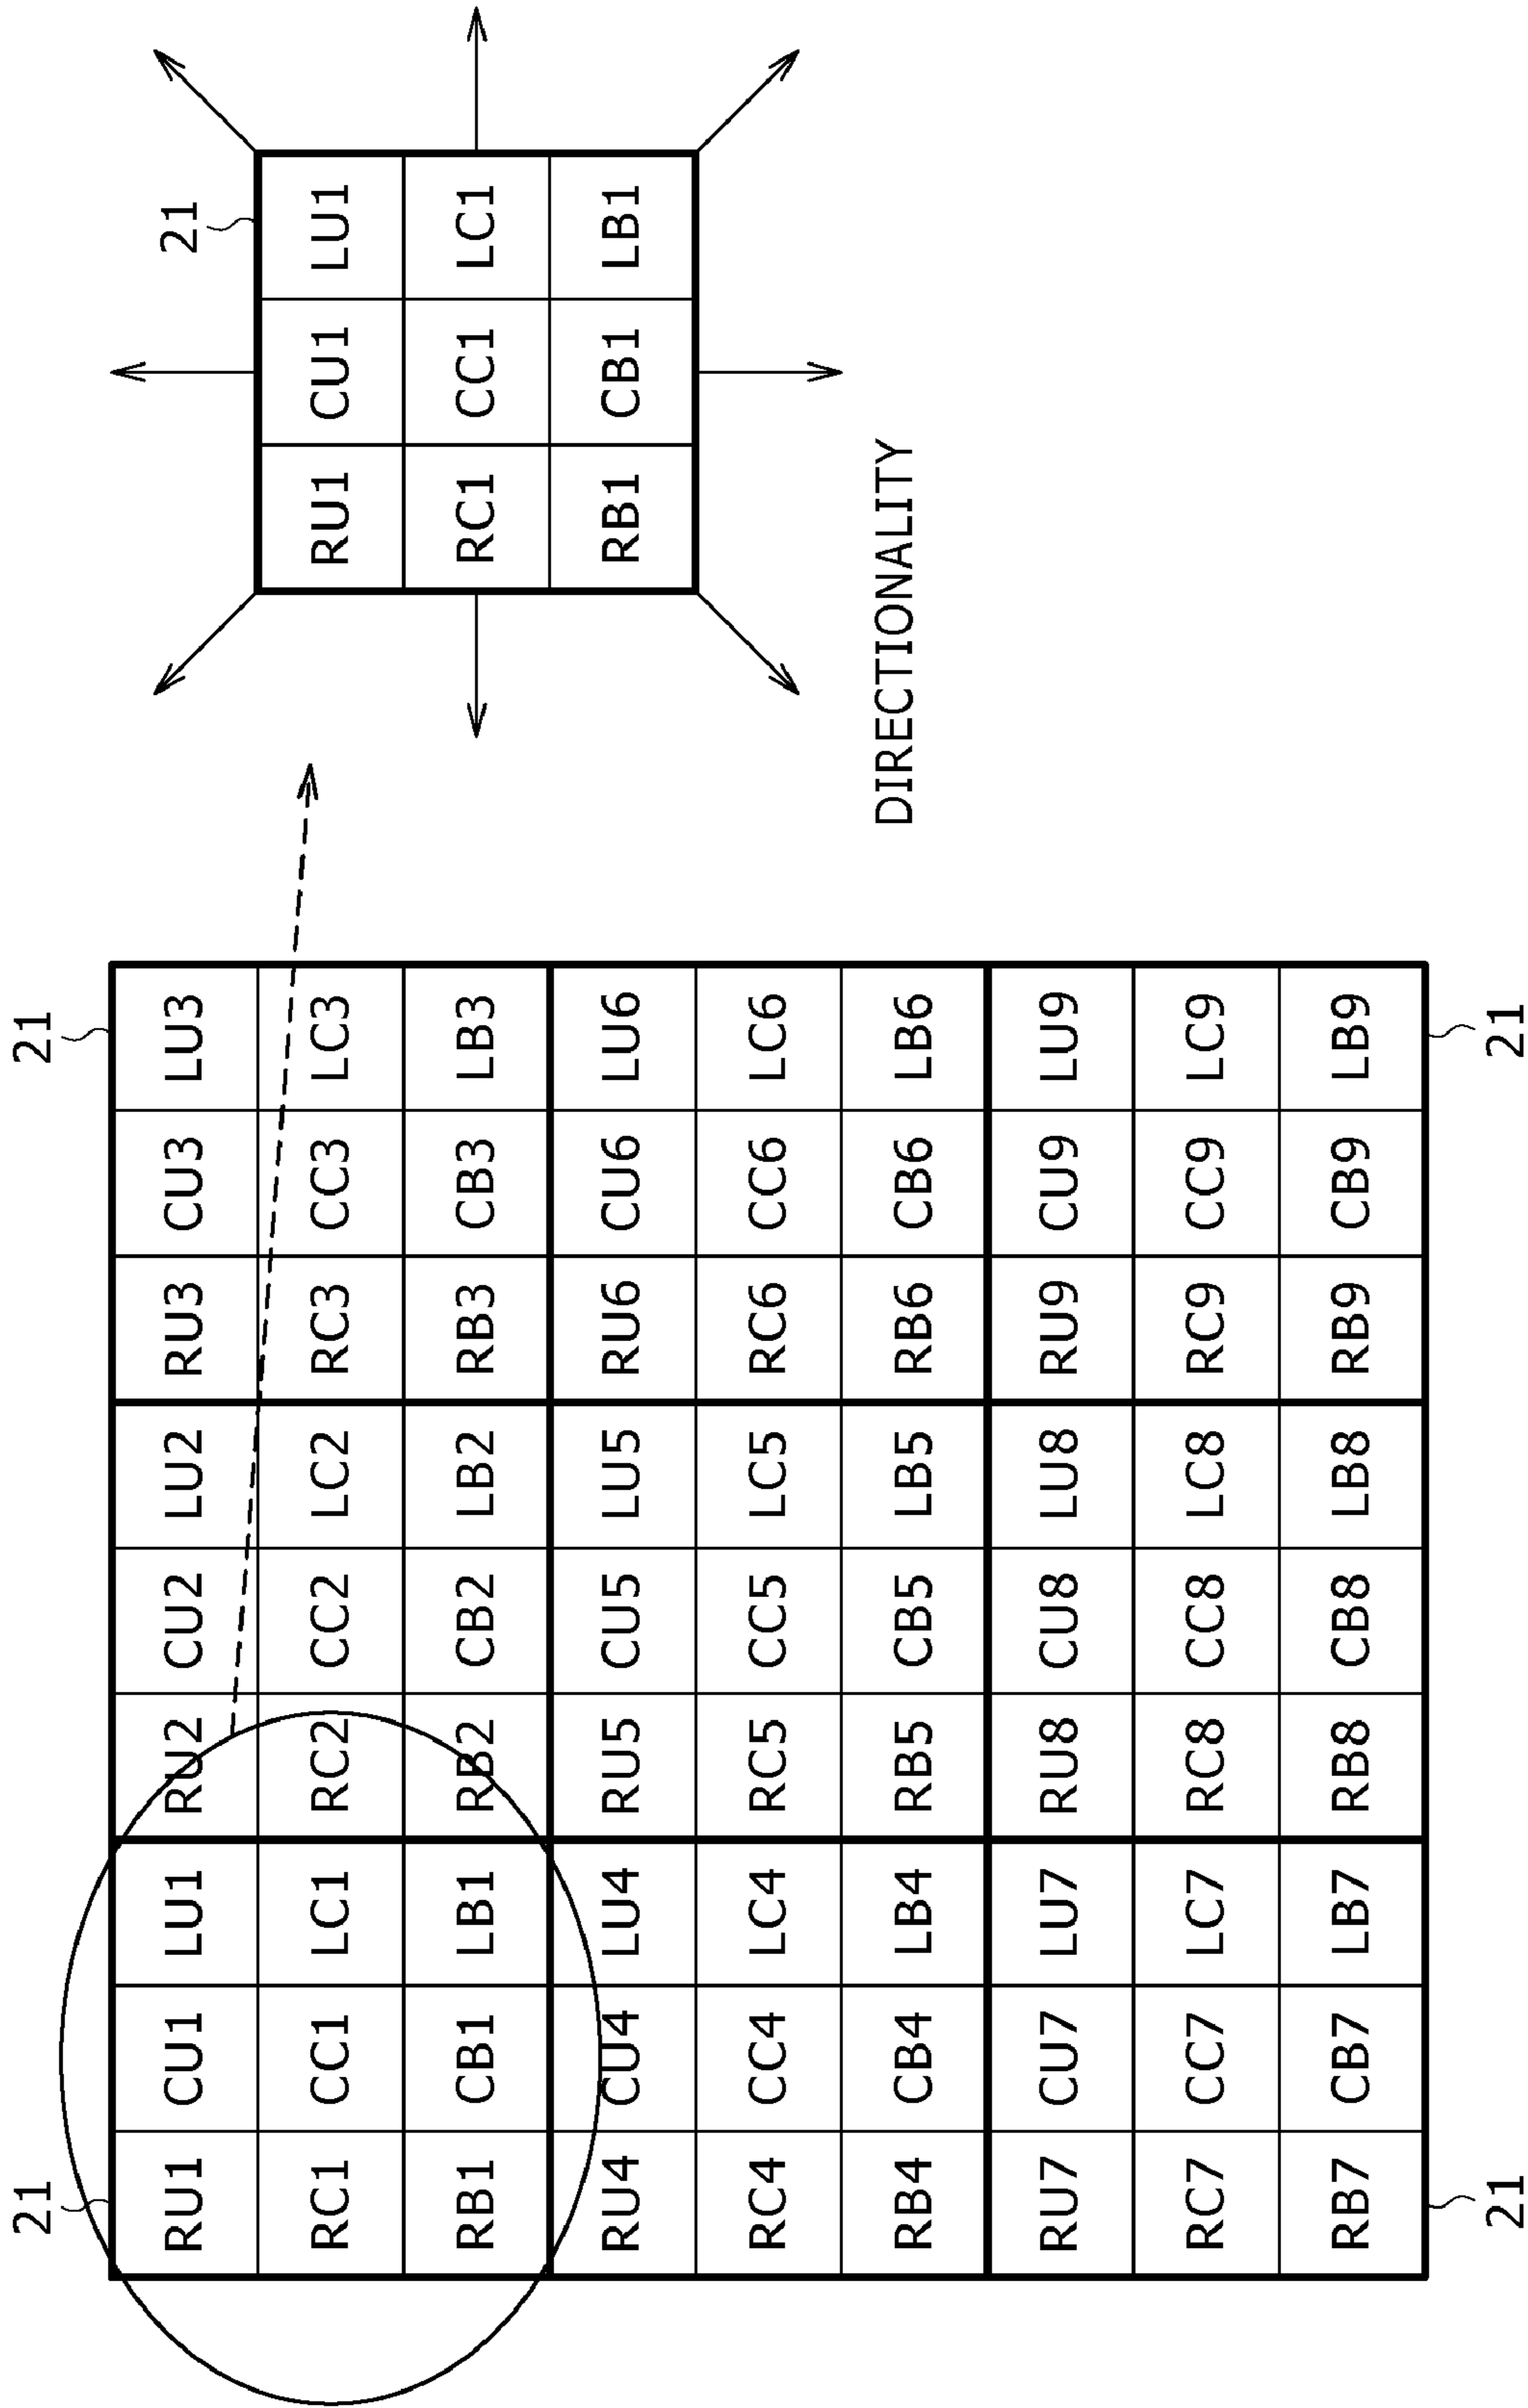 21 21
RU1 CU1 LU1 RU2 CU2 LU2 RU3 CU3 LU3
RC1 CC1 LC1 RC2 CC2 LC2 RC3 CC3 LC3
RB1 CB1 LB1 RB2 CB2 LB2 RB3 CB3 LB3
RU4 CU4 LU4 RU5 CU5 LU5 RU6 CU6 LU6
RC4 CC4 LC4 RC5 CC5 LC5 RC6 CC6 LC6
RB4 CB4 LB4 RB5 CB5 LB5 RB6 CB6 LB6
RU7 CU7 LU7 RU8 CU8 LU8 RU9 CU9 LU9
RC7 CC7 LC7 RC8 CC8 LC8 RC9 CC9 LC9
RB7 CB7 LB7 RB8 CB8 LB8 RB9 CB9 LB9
21 21
21
RU1 CU1 LU1
RC1 CC1 LC1
RB1 CB1 LB1
DIRECTIONALITY